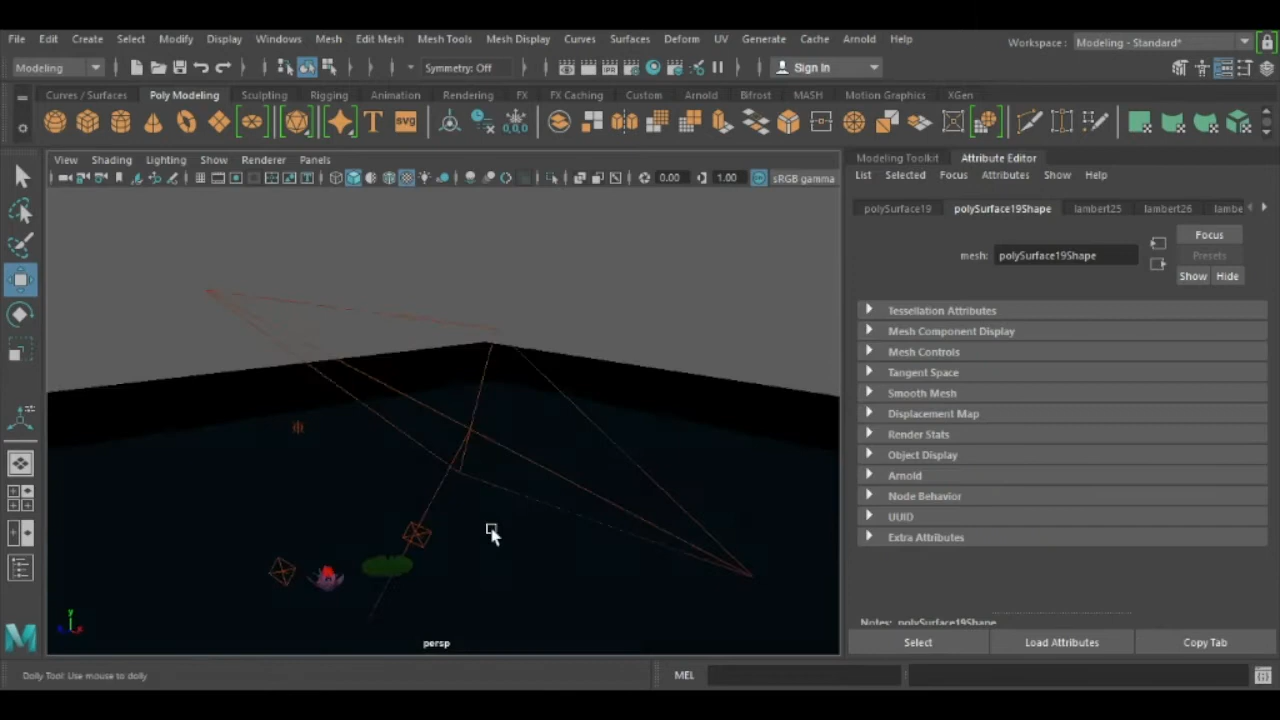 File Edit Create Select Modify Display Windows Mesh Edit Mesh Mesh Tools Mesh Display Curves Surfaces Deform UV Generate Cache Arnold Help Workspace: Modeling - Standard*
Modeling Symmetry: Off Sign In
Curves / Surfaces Poly Modeling Sculpting Rigging Animation Rendering FX FX Caching Custom Arnold Bifrost MASH Motion Graphics XGen
T svg 0,0,0
View Shading Lighting Show Renderer Panels
0.00 1.00 sRGB gamma
Modeling Toolkit Attribute Editor
List Selected Focus Attributes Show Help
polySurface19 polySurface19Shape lambert25 lambert26 lambe
Focus
mesh: polySurface19Shape
Presets
Show Hide
Tessellation Attributes
Mesh Component Display
Mesh Controls
Tangent Space
Smooth Mesh
Displacement Map
Render Stats
Object Display
Arnold
Node Behavior
UUID
Extra Attributes
Notes: polySurface19Shape
Select Load Attributes Copy Tab
y
persp
Dolly Tool: Use mouse to dolly
MEL